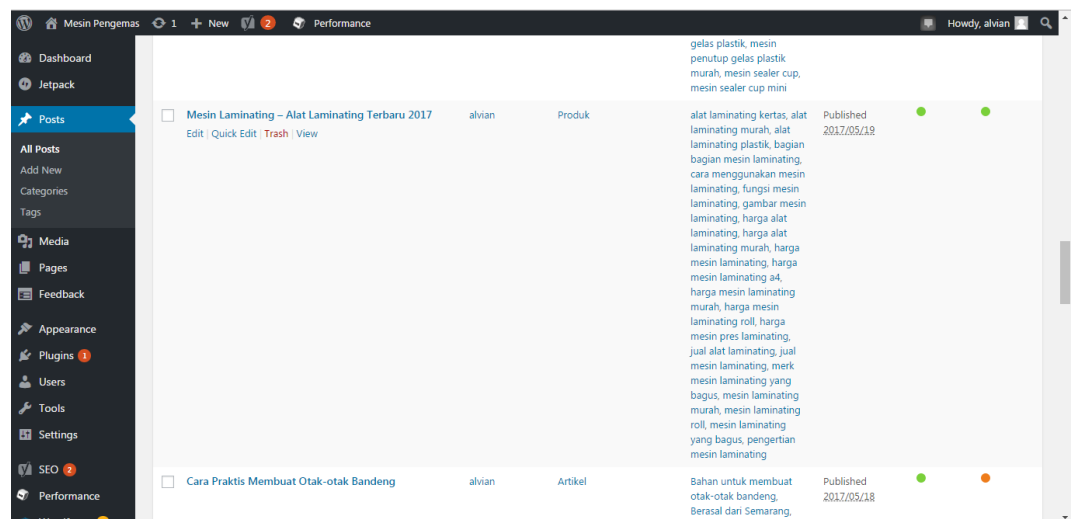 Mesin Pengemas 1 + New 2 Performance Howdy, alvian
Dashboard
Jetpack
Posts
All Posts
Add New
Categories
Tags
Media
Pages
Feedback
Appearance
Plugins 1
Users
Tools
Settings
SEO 2
Performance
gelas plastik, mesin
penutup gelas plastik
murah, mesin sealer cup,
mesin sealer cup mini
Mesin Laminating – Alat Laminating Terbaru 2017
Edit | Quick Edit | Trash | View
alvian
Produk
alat laminating kertas, alat
laminating murah, alat
laminating plastik, bagian
bagian mesin laminating,
cara menggunakan mesin
laminating, fungsi mesin
laminating, gambar mesin
laminating, harga alat
laminating, harga alat
laminating murah, harga
mesin laminating, harga
mesin laminating a4,
harga mesin laminating
murah, harga mesin
laminating roll, harga
mesin pres laminating,
jual alat laminating, jual
mesin laminating, merk
mesin laminating yang
bagus, mesin laminating
murah, mesin laminating
roll, mesin laminating
yang bagus, pengertian
mesin laminating
Published
2017/05/19
Cara Praktis Membuat Otak-otak Bandeng
alvian
Artikel
Bahan untuk membuat
otak-otak bandeng,
Berasal dari Semarang,
Published
2017/05/18